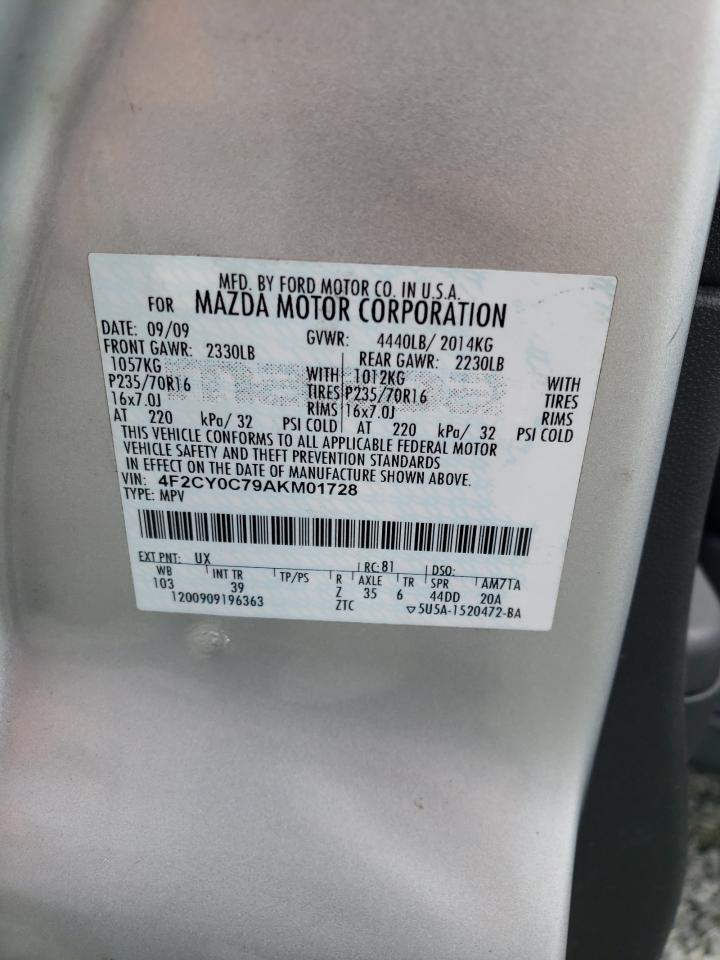 MFD. BY FORD MOTOR CO. IN U.S.A.
FOR MAZDA MOTOR CORPORATION
DATE: 09/09 GVWR: 4440LB/ 2014KG
FRONT GAWR: 2330LB REAR GAWR: 2230LB
1057KG WITH 1012KG WITH
P235/70R16 TIRES P235/70R16 TIRES
16x7.0J RIMS 16x7.0J RIMS
AT 220 kPa/ 32 PSI COLD AT 220 kPa/ 32 PSI COLD
THIS VEHICLE CONFORMS TO ALL APPLICABLE FEDERAL MOTOR
VEHICLE SAFETY AND THEFT PREVENTION STANDARDS
IN EFFECT ON THE DATE OF MANUFACTURE SHOWN ABOVE.
VIN: 4F2CY0C79AKM01728
TYPE: MPV
EXT PNT: UX RC: 81 DSO:
WB INT TR TP/PS R AXLE TR SPR AM7TA
103 39 Z 35 6 44DD 20A
1200909196363 ZTC ▽5U5A-1520472-BA